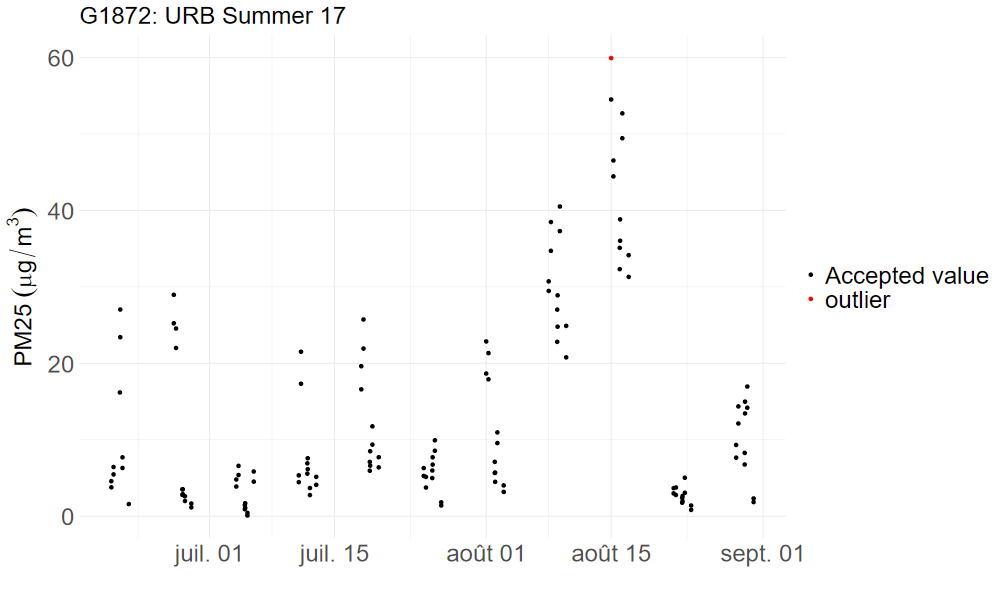 G1872: URB Summer 17
PM25 (μg/m³)
60
40
20
0
juil. 01
juil. 15
août 01
août 15
sept. 01
Accepted value
outlier